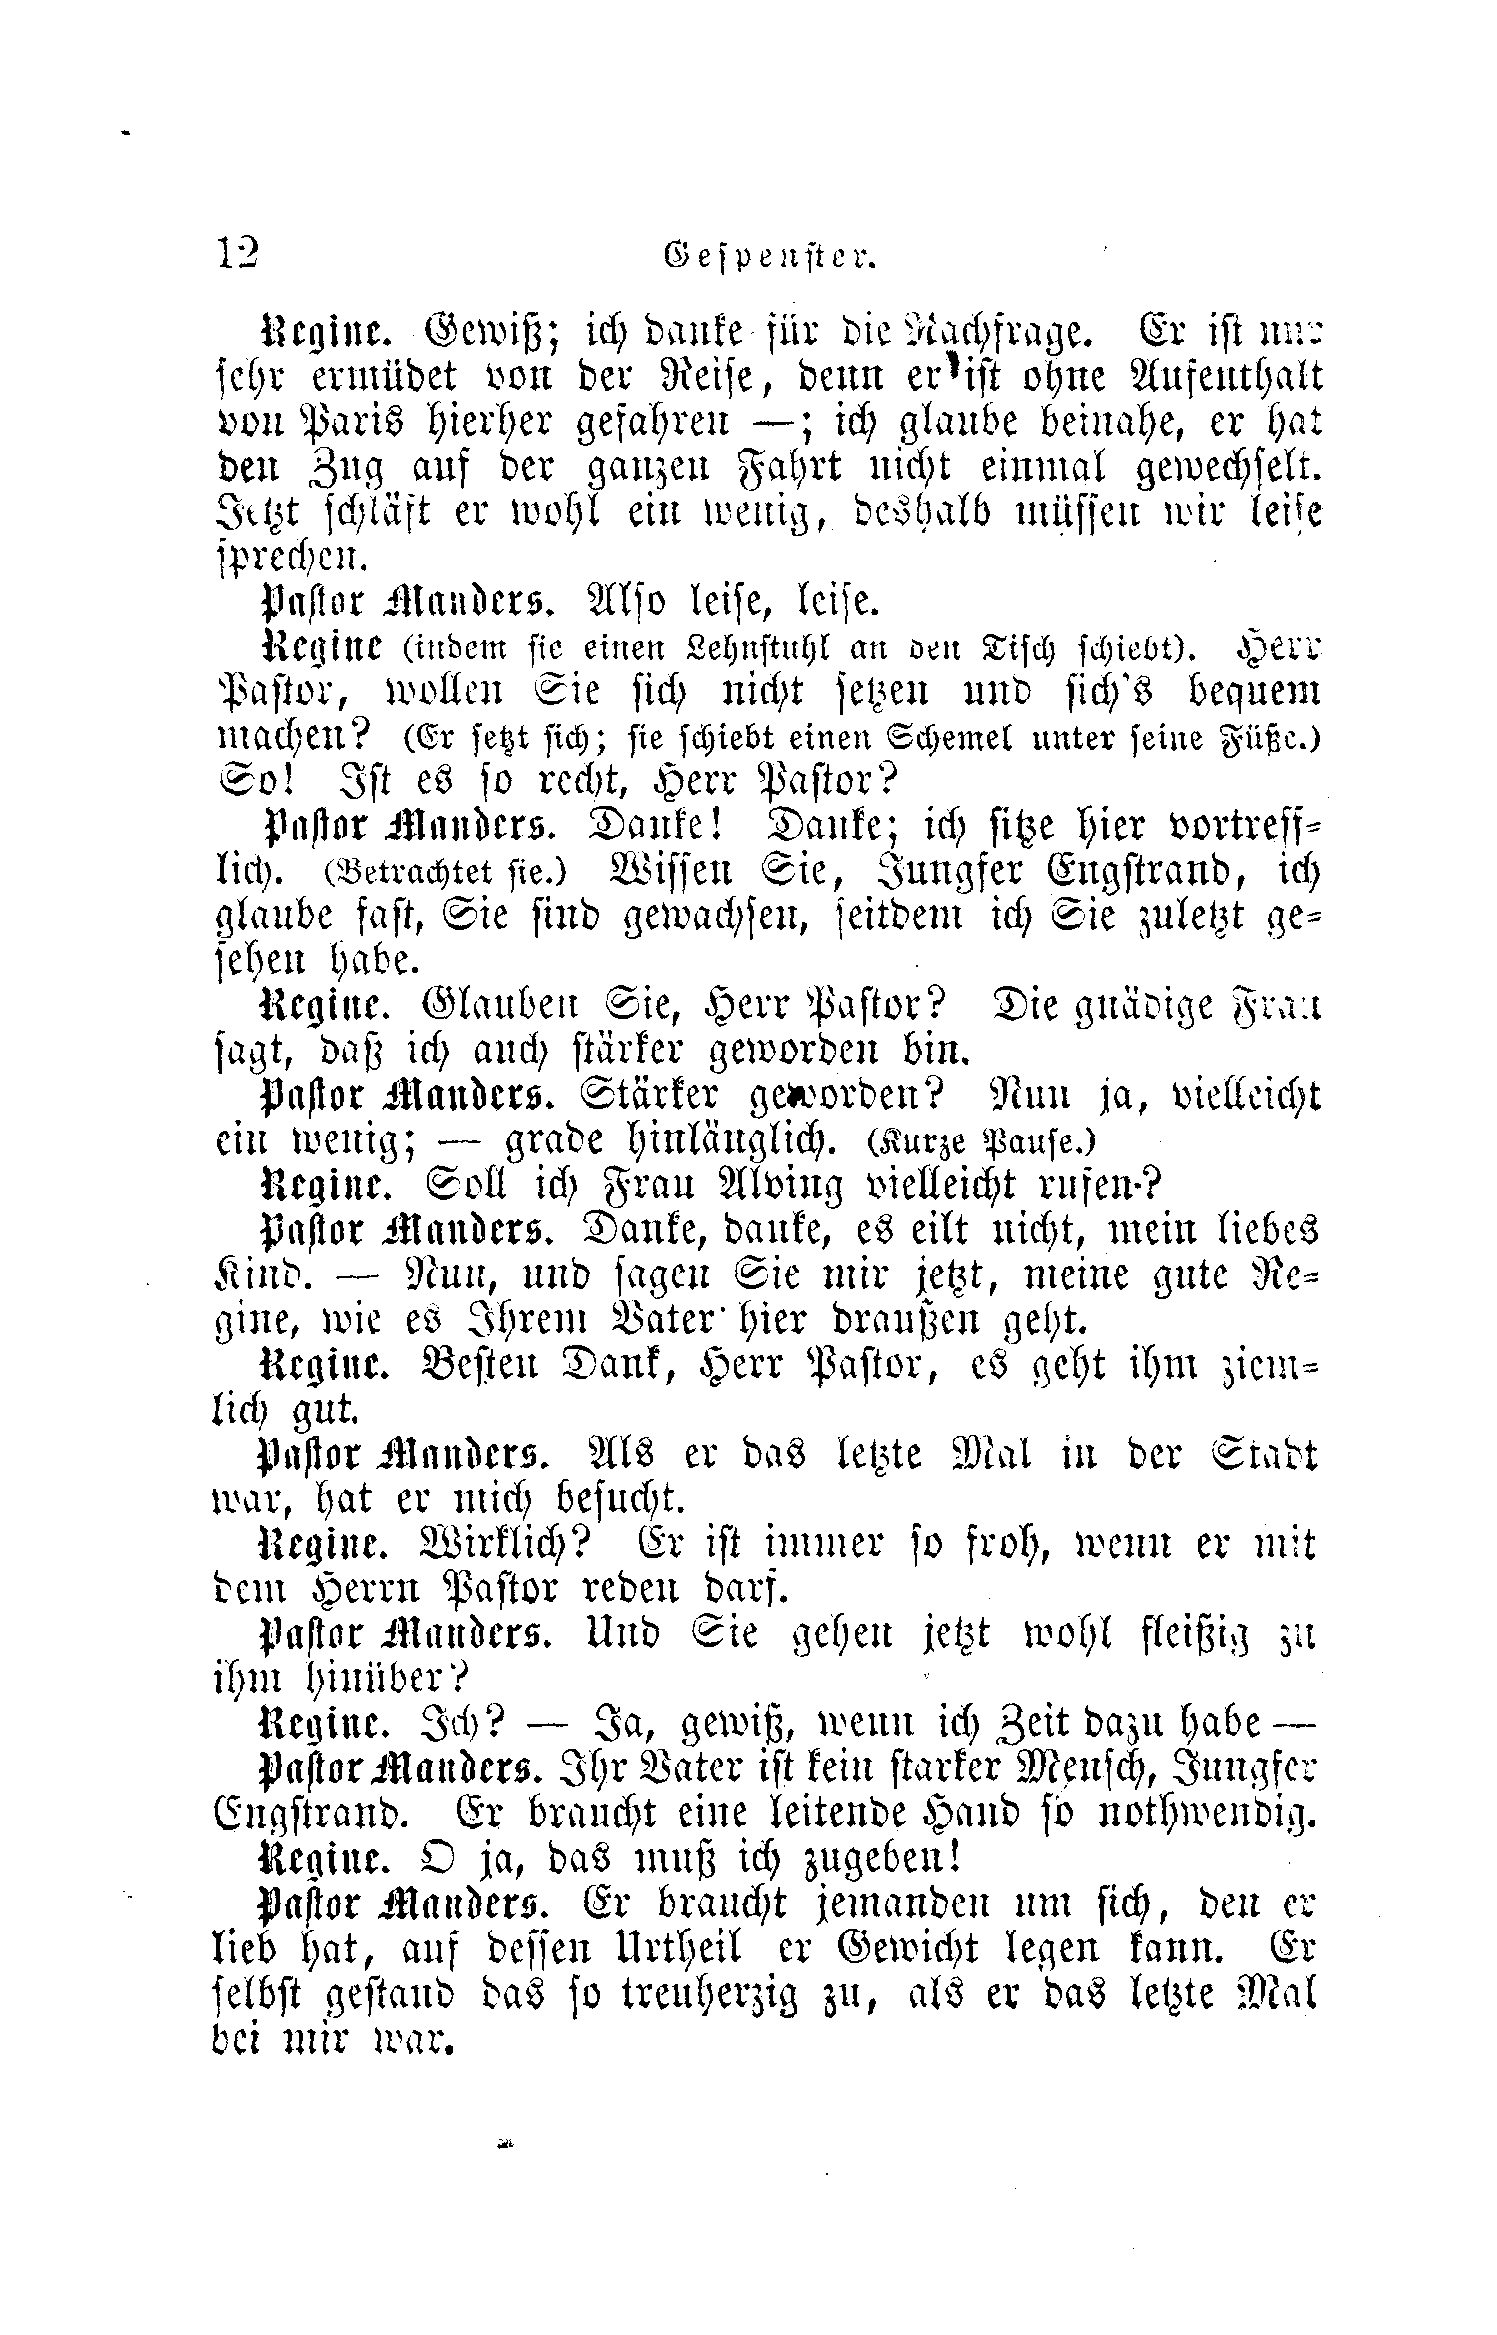 12 Gespenster.
Regine. Gewiß; ich danke für die Nachfrage. Er ist nur
sehr ermüdet von der Reise, denn er ist ohne Aufenthalt
von Paris hierher gefahren —; ich glaube beinahe, er hat
den Zug auf der ganzen Fahrt nicht einmal gewechselt.
Jetzt schläft er wohl ein wenig, deshalb müssen wir leise
sprechen.
Pastor Manders. Also leise, leise.
Regine (indem sie einen Lehnstuhl an den Tisch schiebt). Herr
Pastor, wollen Sie sich nicht setzen und sich's bequem
machen? (Er setzt sich; sie schiebt einen Schemel unter seine Füße.)
So! Ist es so recht, Herr Pastor?
Pastor Manders. Danke! Danke; ich sitze hier vortreff-
lich. (Betrachtet sie.) Wissen Sie, Jungfer Engstrand, ich
glaube fast, Sie sind gewachsen, seitdem ich Sie zuletzt ge-
sehen habe.
Regine. Glauben Sie, Herr Pastor? Die gnädige Frau
sagt, daß ich auch stärker geworden bin.
Pastor Manders. Stärker geworden? Nun ja, vielleicht
ein wenig; — grade hinlänglich. (Kurze Pause.)
Regine. Soll ich Frau Alving vielleicht rufen?
Pastor Manders. Danke, danke, es eilt nicht, mein liebes
Kind. — Nun, und sagen Sie mir jetzt, meine gute Re-
gine, wie es Ihrem Vater hier draußen geht.
Regine. Besten Dank, Herr Pastor, es geht ihm ziem-
lich gut.
Pastor Manders. Als er das letzte Mal in der Stadt
war, hat er mich besucht.
Regine. Wirklich? Er ist immer so froh, wenn er mit
dem Herrn Pastor reden darf.
Pastor Manders. Und Sie gehen jetzt wohl fleißig zu
ihm hinüber?
Regine. Ich? — Ja, gewiß, wenn ich Zeit dazu habe —
Pastor Manders. Ihr Vater ist kein starker Mensch, Jungfer
Engstrand. Er braucht eine leitende Hand so nothwendig.
Regine. O ja, das muß ich zugeben!
Pastor Manders. Er braucht jemanden um sich, den er
lieb hat, auf dessen Urtheil er Gewicht legen kann. Er
selbst gestand das so treuherzig zu, als er das letzte Mal
bei mir war.